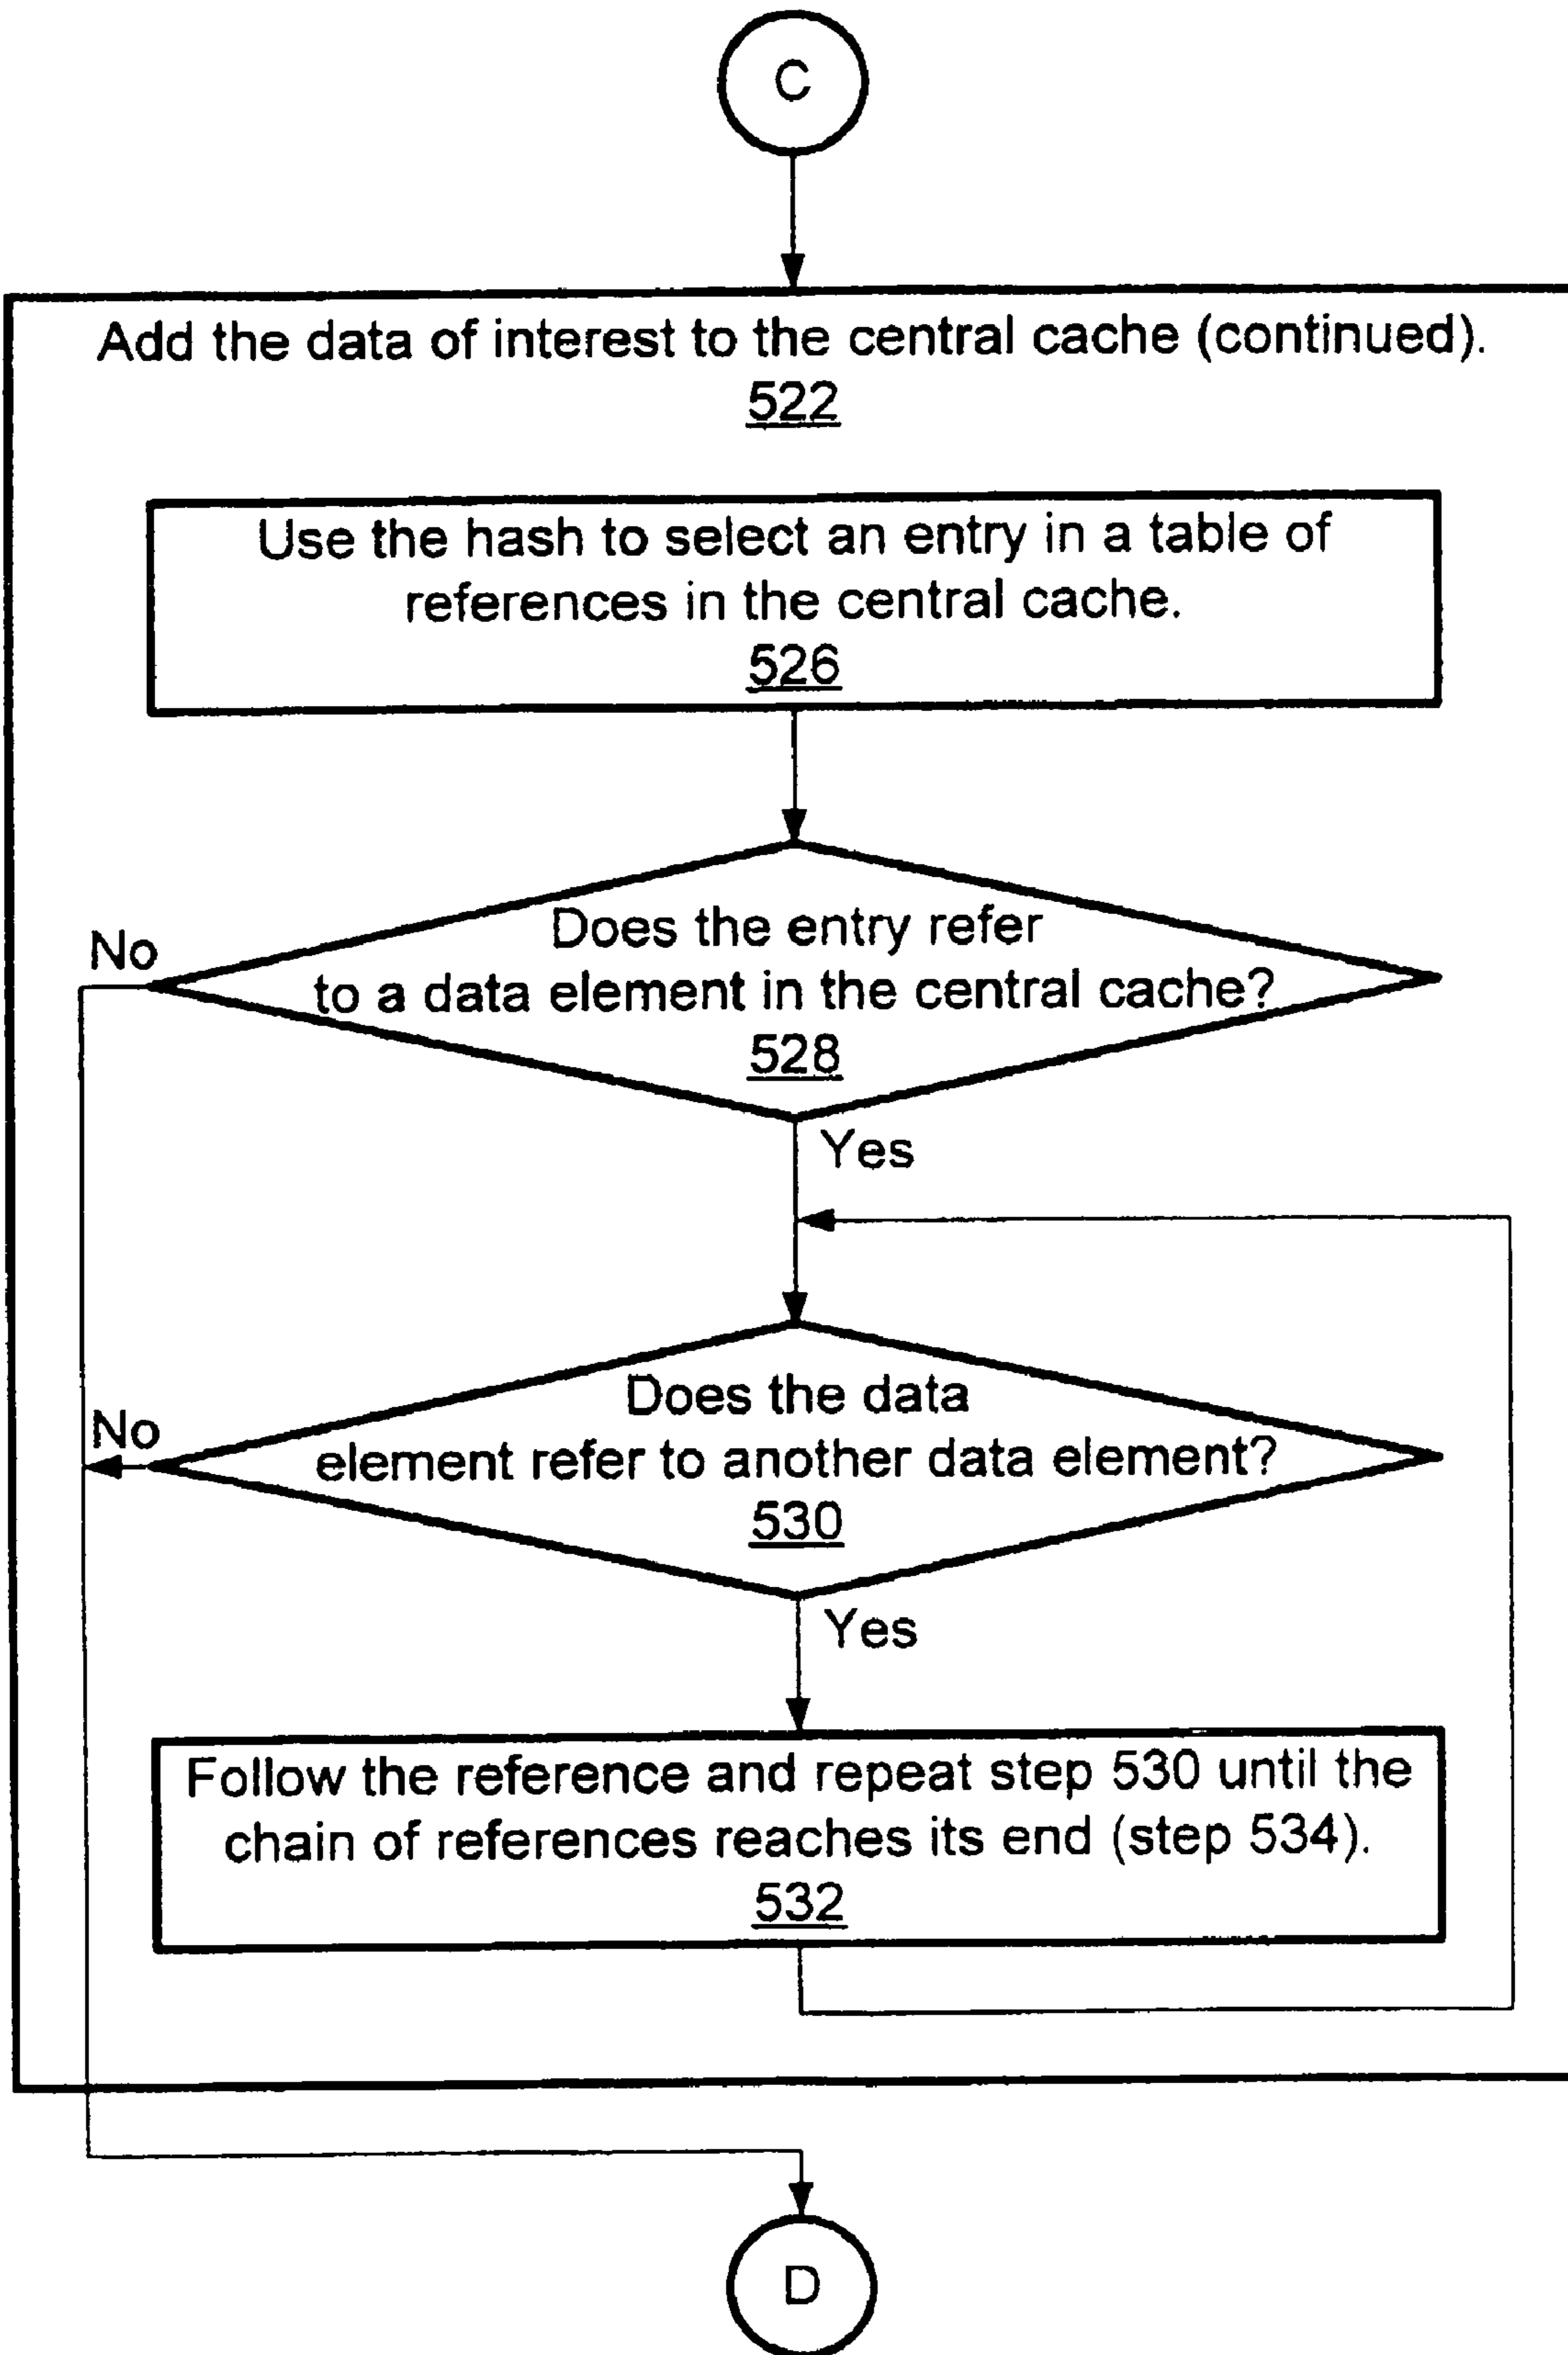 C
Add the data of interest to the central cache (continued).
522
Use the hash to select an entry in a table of
references in the central cache.
526
Does the entry refer
to a data element in the central cache?
528
No
Yes
Does the data
element refer to another data element?
530
No
Yes
Follow the reference and repeat step 530 until the
chain of references reaches its end (step 534).
532
D